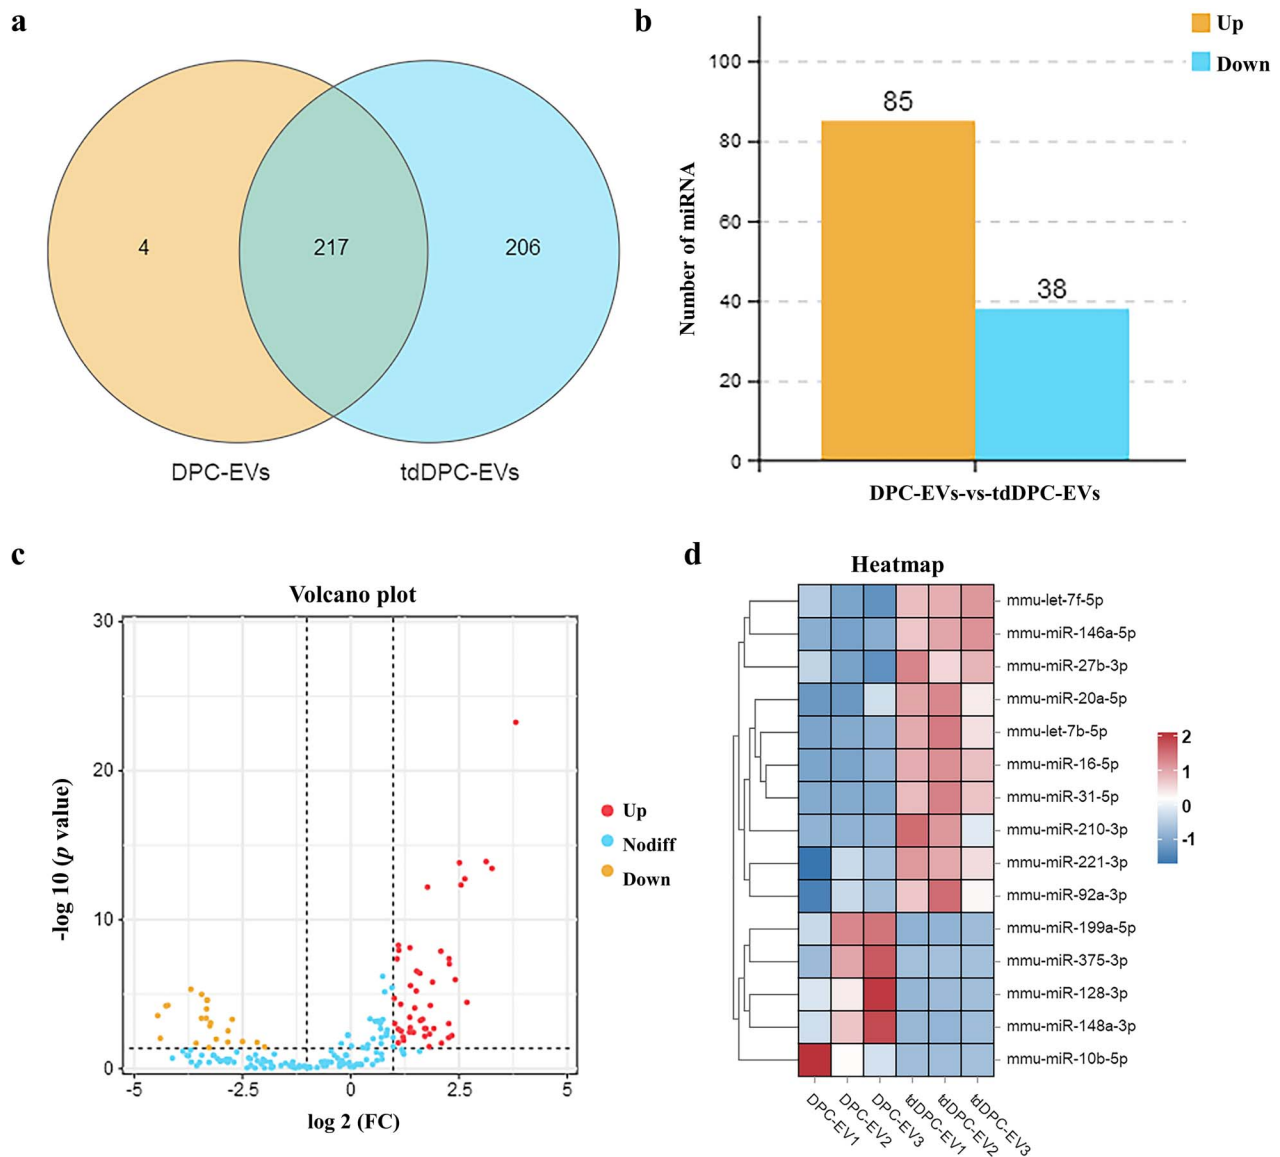 a
4
217
206
DPC-EVs
tdDPC-EVs
b
Up
Down
Number of miRNA
100
80
60
40
20
0
85
38
DPC-EVs-vs-tdDPC-EVs
c
Volcano plot
-log 10 (p value)
30
20
10
0
-5
-2.5
0
2.5
5
log 2 (FC)
Up
Nodiff
Down
d
Heatmap
mmu-let-7f-5p
mmu-miR-146a-5p
mmu-miR-27b-3p
mmu-miR-20a-5p
mmu-let-7b-5p
mmu-miR-16-5p
mmu-miR-31-5p
mmu-miR-210-3p
mmu-miR-221-3p
mmu-miR-92a-3p
mmu-miR-199a-5p
mmu-miR-375-3p
mmu-miR-128-3p
mmu-miR-148a-3p
mmu-miR-10b-5p
DPC-EV1
DPC-EV2
DPC-EV3
tdDPC-EV1
tdDPC-EV2
tdDPC-EV3
2
1
0
-1